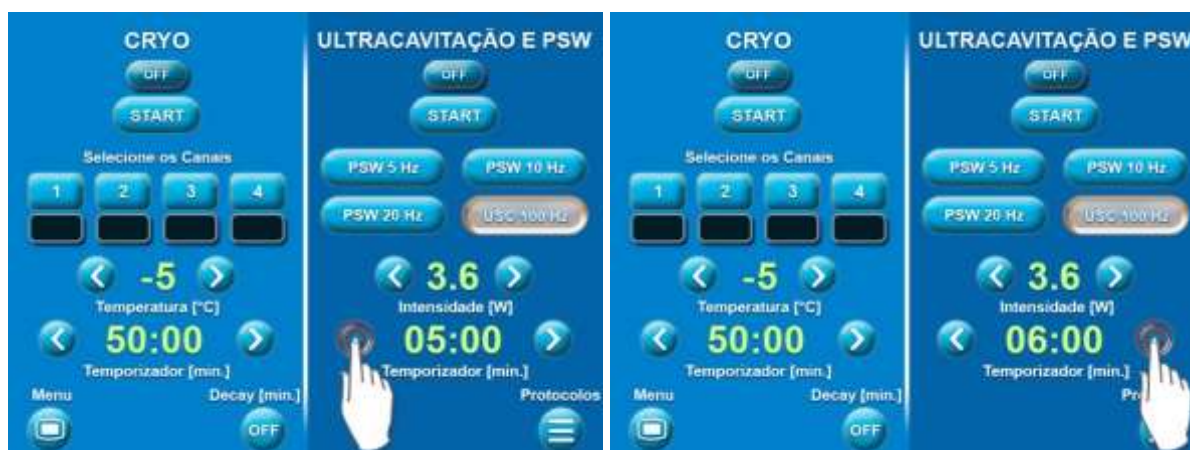 CRYO
OFF
START
Selecione os Canais
1 2 3 4
-5
Temperatura [°C]
50:00
Temporizador [min.]
Menu
Decay [min.]
OFF
ULTRACAVITAÇÃO E PSW
OFF
START
PSW 5 Hz PSW 10 Hz
PSW 20 Hz USC 100 Hz
3.6
Intensidade [W]
05:00
Temporizador [min.]
Protocolos
CRYO
OFF
START
Selecione os Canais
1 2 3 4
-5
Temperatura [°C]
50:00
Temporizador [min.]
Menu
Decay [min.]
OFF
ULTRACAVITAÇÃO E PSW
OFF
START
PSW 5 Hz PSW 10 Hz
PSW 20 Hz USC 100 Hz
3.6
Intensidade [W]
06:00
Temporizador [min.]